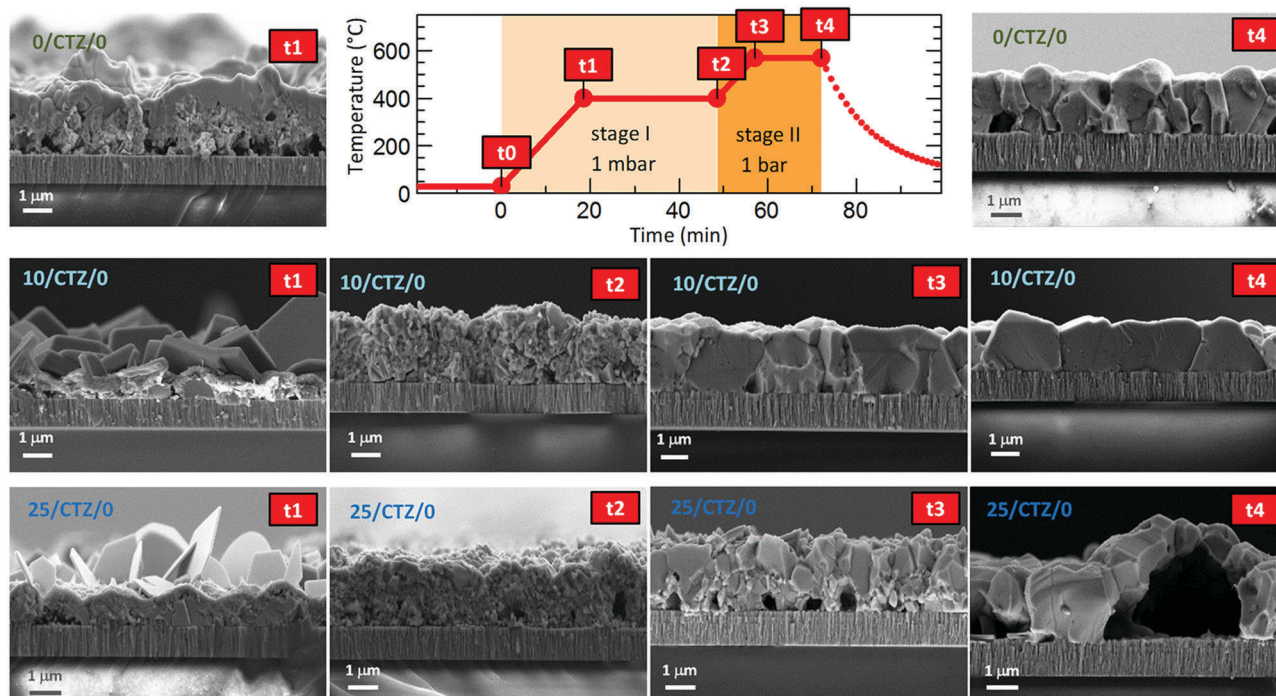 0/CTZ/0
t1
1 μm
Temperature (°C)
600
400
200
0
t0
t1
t2
t3
t4
stage I
1 mbar
stage II
1 bar
0
20
40
60
80
Time (min)
0/CTZ/0
t4
1 μm
10/CTZ/0
t1
1 μm
10/CTZ/0
t2
1 μm
10/CTZ/0
t3
1 μm
10/CTZ/0
t4
1 μm
25/CTZ/0
t1
1 μm
25/CTZ/0
t2
1 μm
25/CTZ/0
t3
1 μm
25/CTZ/0
t4
1 μm